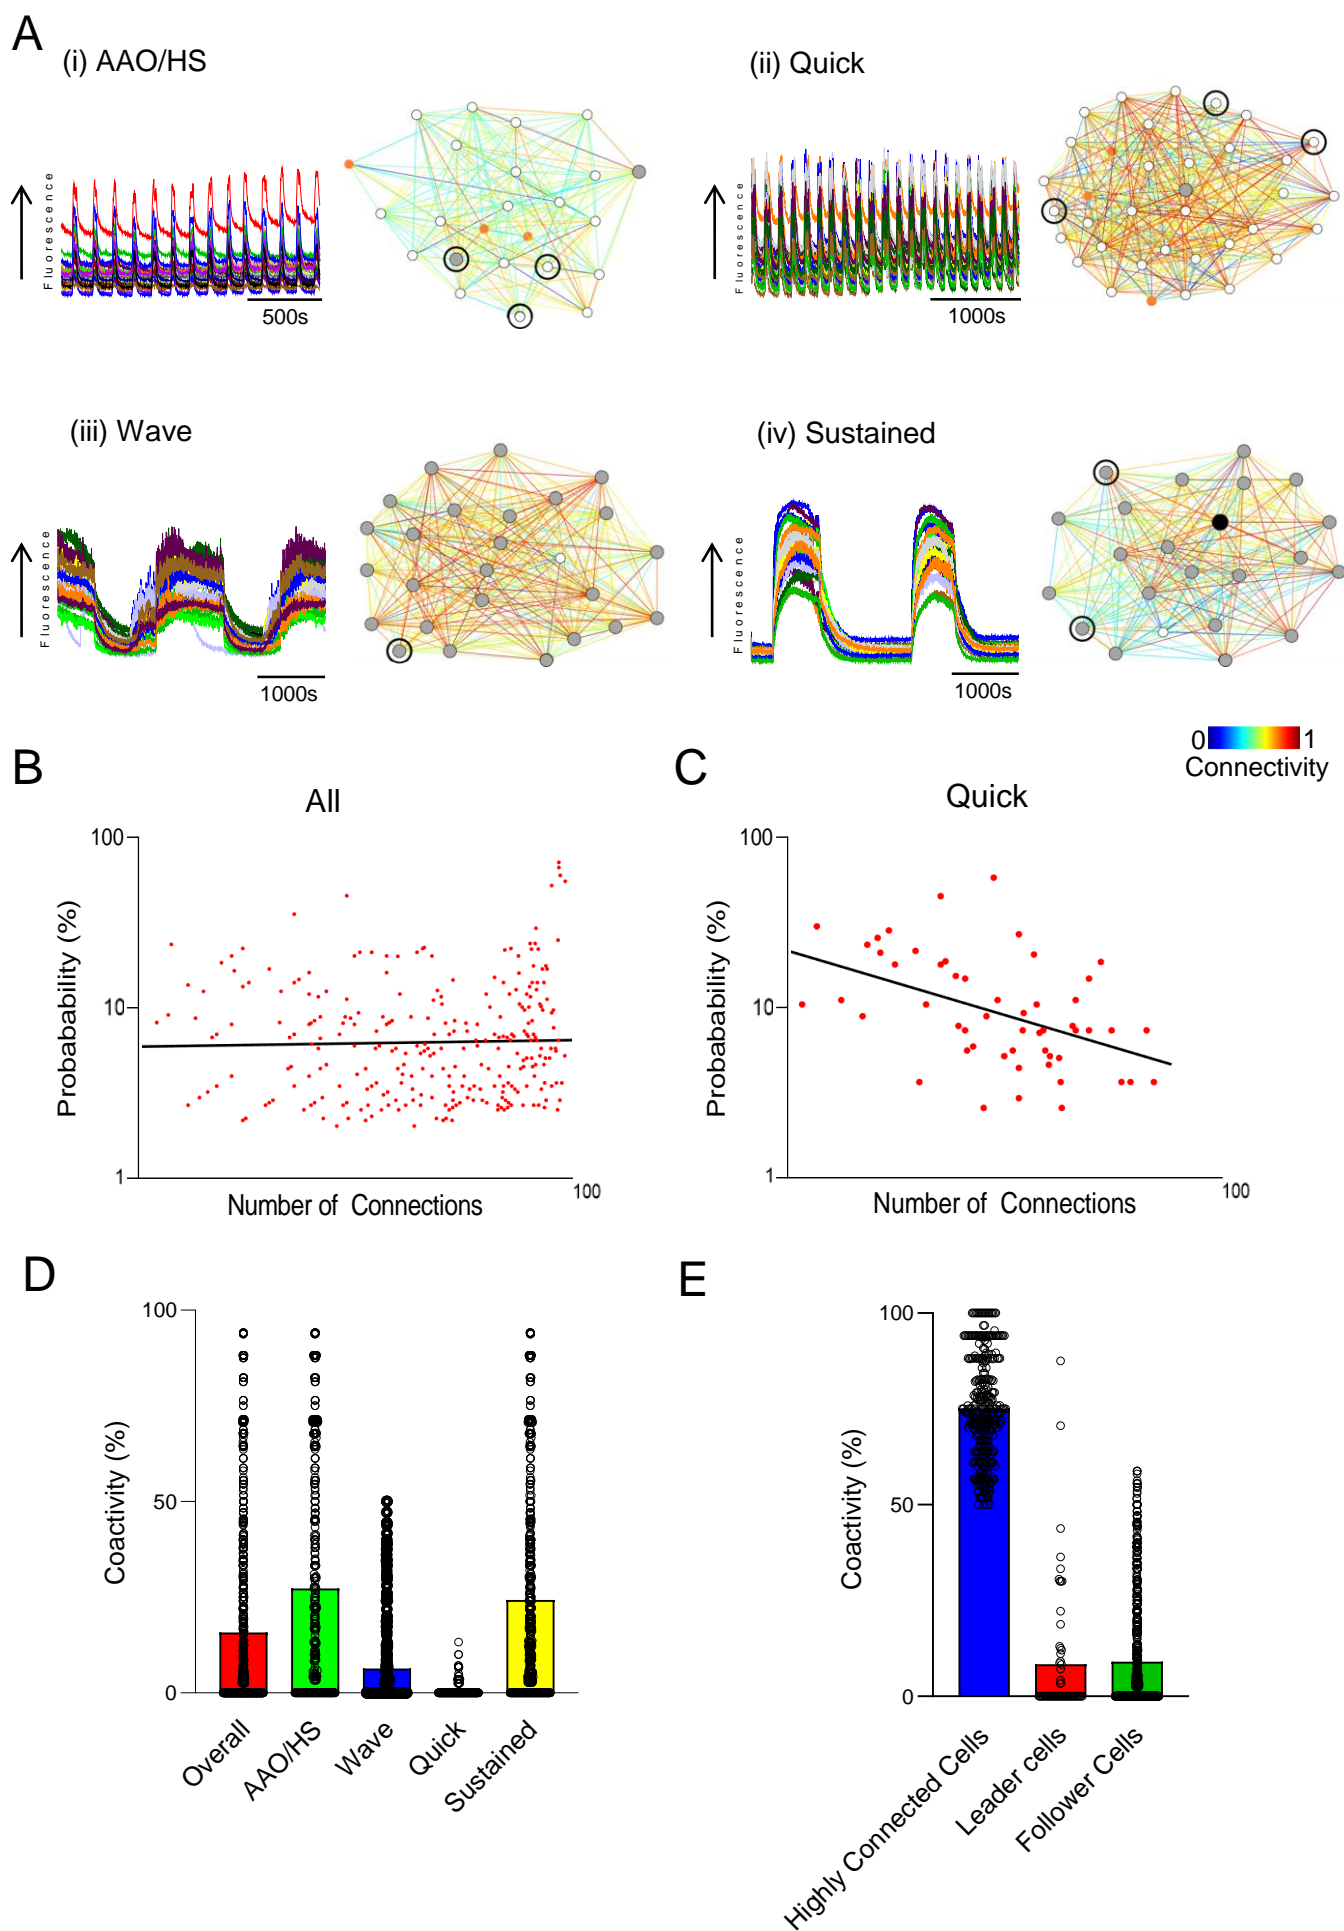 A
(i) AAO/HS
(ii) Quick
Fluorescence
500s
Fluorescence
1000s
(iii) Wave
(iv) Sustained
Fluorescence
1000s
Fluorescence
1000s
0 1
Connectivity
B
C
All
Quick
100
10
1
Probabability (%)
100
Number of Connections
100
10
1
Probabability (%)
100
Number of Connections
D
E
100
50
0
Coactivity (%)
Overall
AAO/HS
Wave
Quick
Sustained
100
50
0
Coactivity (%)
Highly Connected Cells
Leader cells
Follower Cells